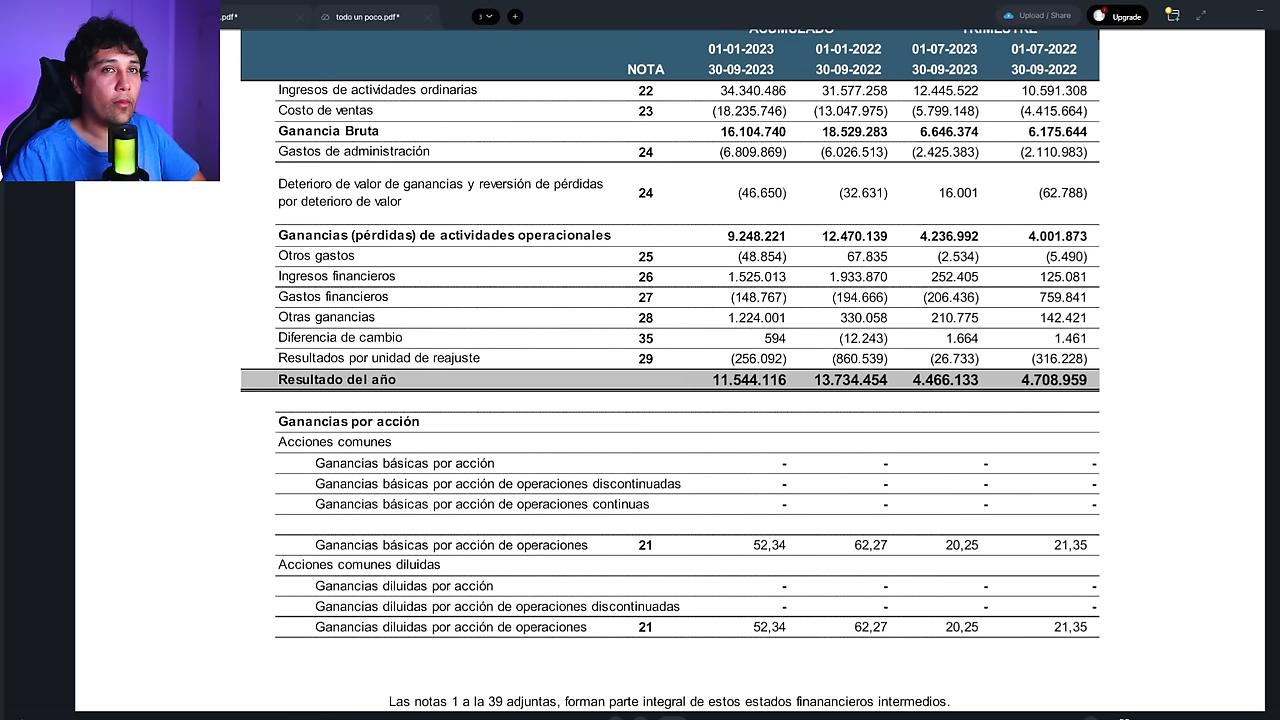 .pdf*
todo un poco.pdf*
3
Upload / Share
Upgrade
ACUMULADO TRIMESTRE
01-01-2023 01-01-2022 01-07-2023 01-07-2022
NOTA 30-09-2023 30-09-2022 30-09-2023 30-09-2022
Ingresos de actividades ordinarias 22 34.340.486 31.577.258 12.445.522 10.591.308
Costo de ventas 23 (18.235.746) (13.047.975) (5.799.148) (4.415.664)
Ganancia Bruta 16.104.740 18.529.283 6.646.374 6.175.644
Gastos de administración 24 (6.809.869) (6.026.513) (2.425.383) (2.110.983)
Deterioro de valor de ganancias y reversión de pérdidas
por deterioro de valor 24 (46.650) (32.631) 16.001 (62.788)
Ganancias (pérdidas) de actividades operacionales 9.248.221 12.470.139 4.236.992 4.001.873
Otros gastos 25 (48.854) 67.835 (2.534) (5.490)
Ingresos financieros 26 1.525.013 1.933.870 252.405 125.081
Gastos financieros 27 (148.767) (194.666) (206.436) 759.841
Otras ganancias 28 1.224.001 330.058 210.775 142.421
Diferencia de cambio 35 594 (12.243) 1.664 1.461
Resultados por unidad de reajuste 29 (256.092) (860.539) (26.733) (316.228)
Resultado del año 11.544.116 13.734.454 4.466.133 4.708.959
Ganancias por acción
Acciones comunes
Ganancias básicas por acción - - - -
Ganancias básicas por acción de operaciones discontinuadas - - - -
Ganancias básicas por acción de operaciones continuas - - - -
Ganancias básicas por acción de operaciones 21 52,34 62,27 20,25 21,35
Acciones comunes diluidas
Ganancias diluidas por acción - - - -
Ganancias diluidas por acción de operaciones discontinuadas - - - -
Ganancias diluidas por acción de operaciones 21 52,34 62,27 20,25 21,35
Las notas 1 a la 39 adjuntas, forman parte integral de estos estados finanancieros intermedios.